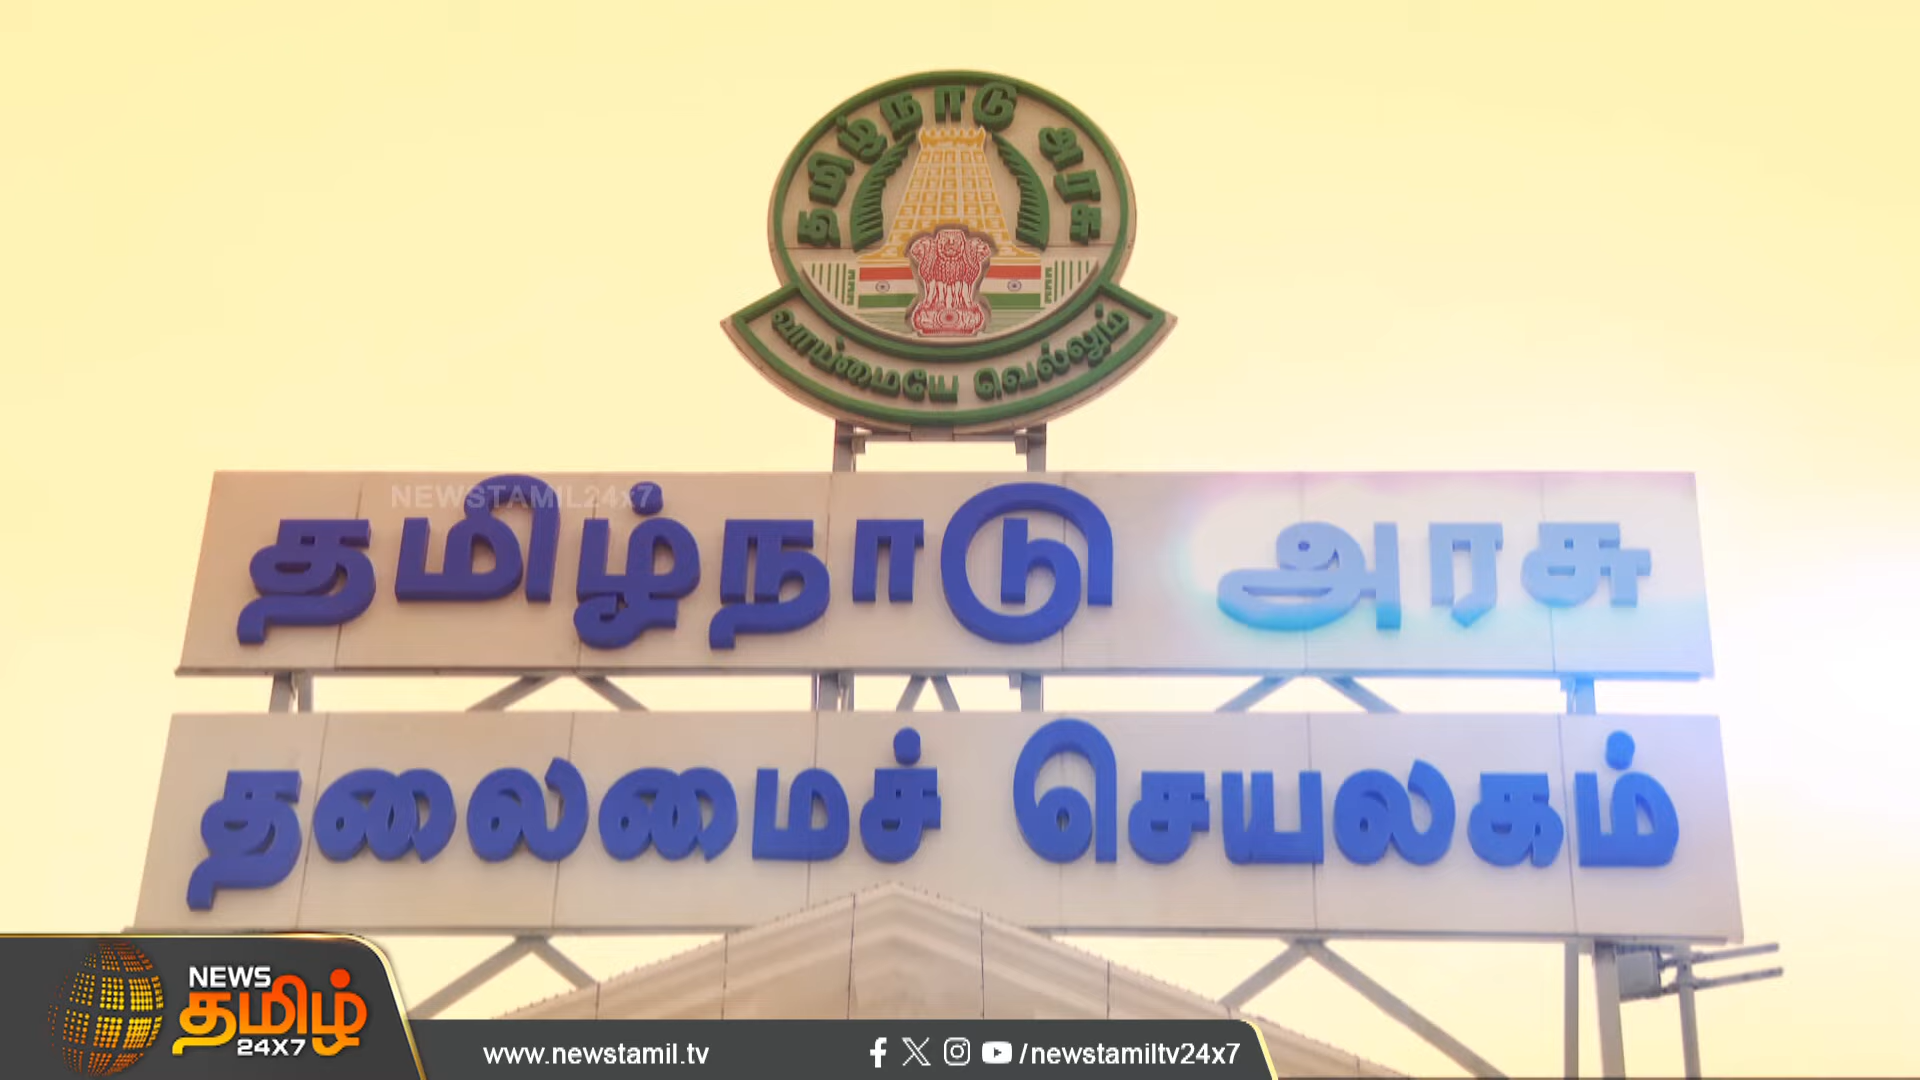 தமிழ்நாடு அரசு
வாய்மையே வெல்லும்
NEWSTAMIL24x7
தமிழ்நாடு அரசு
தலைமைச் செயலகம்
NEWS
தமிழ்
24X7
www.newstamil.tv
/newstamiltv24x7